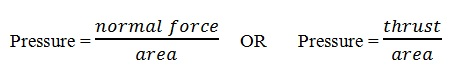 Pressure = normal force / area OR Pressure = thrust / area